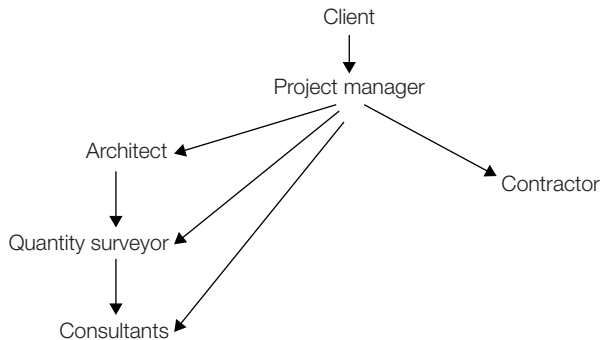 Client
Project manager
Architect
Contractor
Quantity surveyor
Consultants